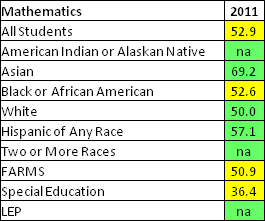 Mathematics 2011
All Students 52.9
American Indian or Alaskan Native na
Asian 69.2
Black or African American 52.6
White 50.0
Hispanic of Any Race 57.1
Two or More Races na
FARMS 50.9
Special Education 36.4
LEP na